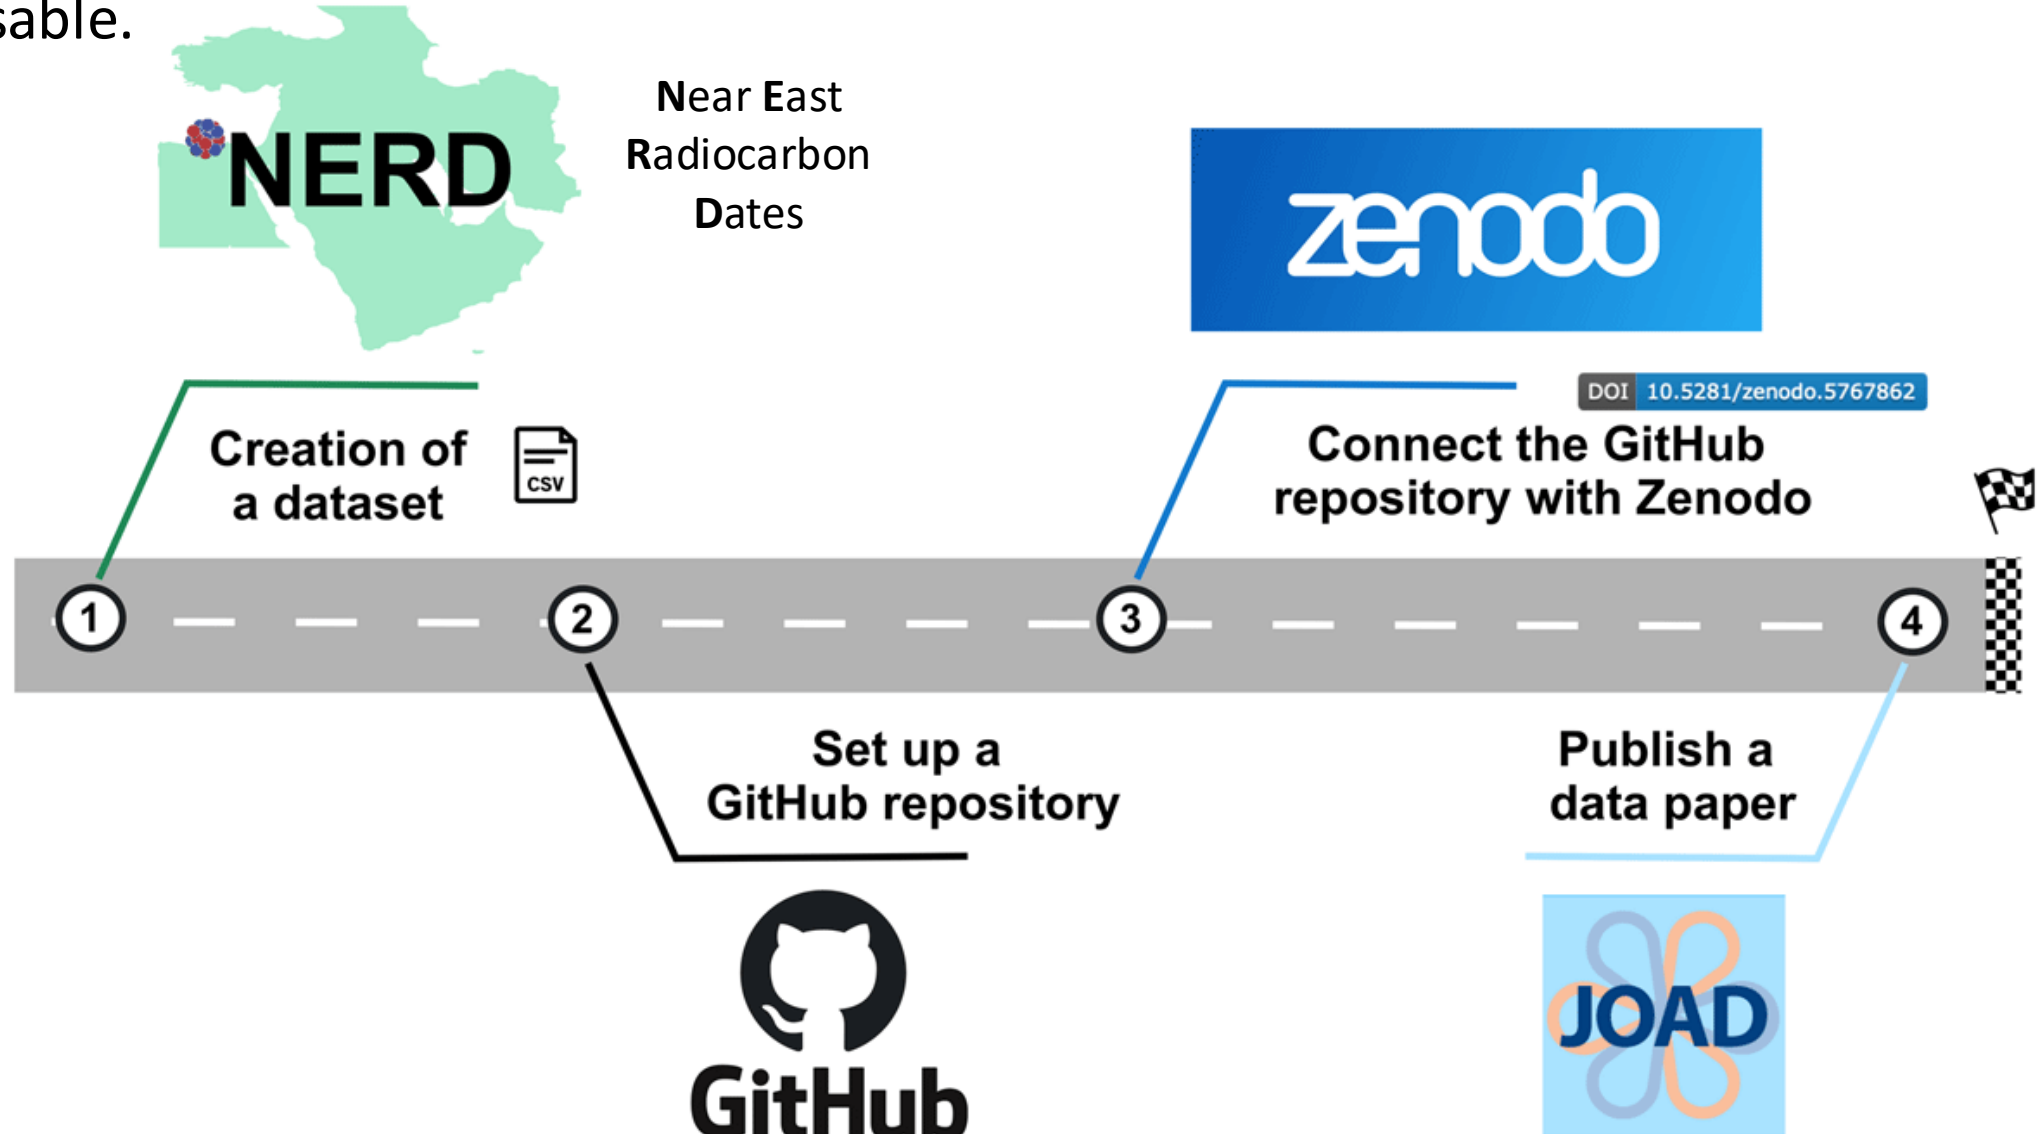 sable.
NERD
Near East
Radiocarbon
Dates
zenodo
DOI 10.5281/zenodo.5767862
Creation of
a dataset
CSV
Connect the GitHub
repository with Zenodo
1
2
3
4
Set up a
GitHub repository
Publish a
data paper
GitHub
JOAD